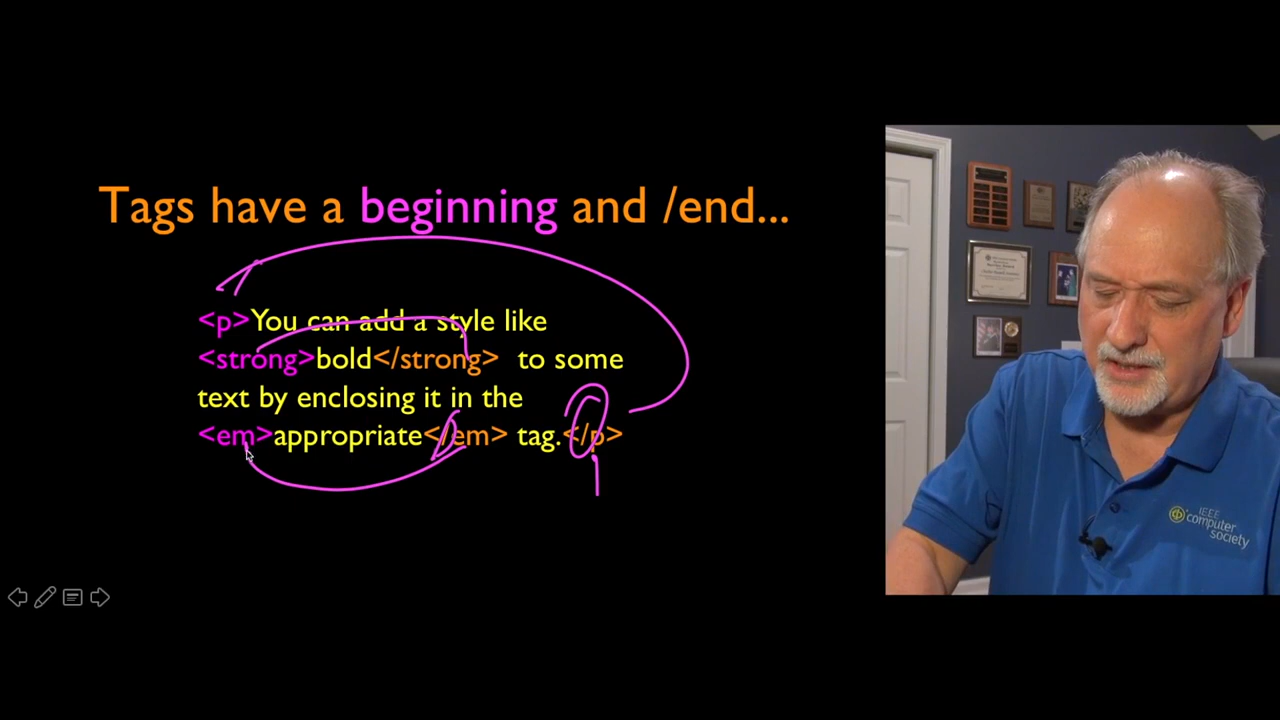 Tags have a beginning and /end...
<p>You can add a style like
<strong>bold</strong> to some
text by enclosing it in the
<em>appropriate</em> tag.</p>
IEEE
computer
society